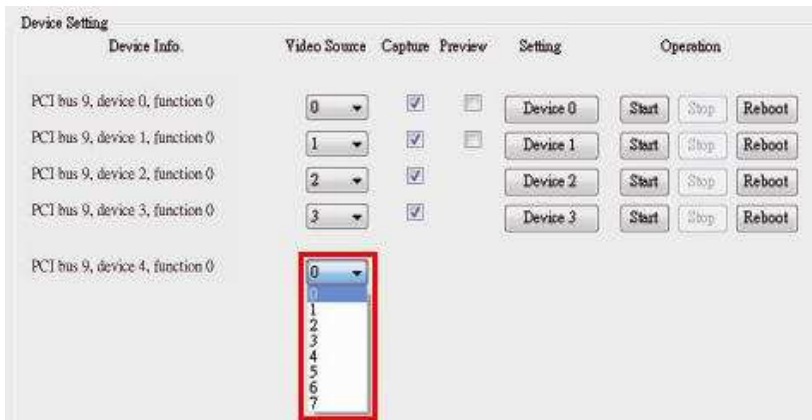 Device Setting
Device Info. Video Source Capture Preview Setting Operation
PCI bus 9, device 0, function 0 0 Device 0 Start Stop Reboot
PCI bus 9, device 1, function 0 1 Device 1 Start Stop Reboot
PCI bus 9, device 2, function 0 2 Device 2 Start Stop Reboot
PCI bus 9, device 3, function 0 3 Device 3 Start Stop Reboot
PCI bus 9, device 4, function 0 0
0
1
2
3
4
5
6
7